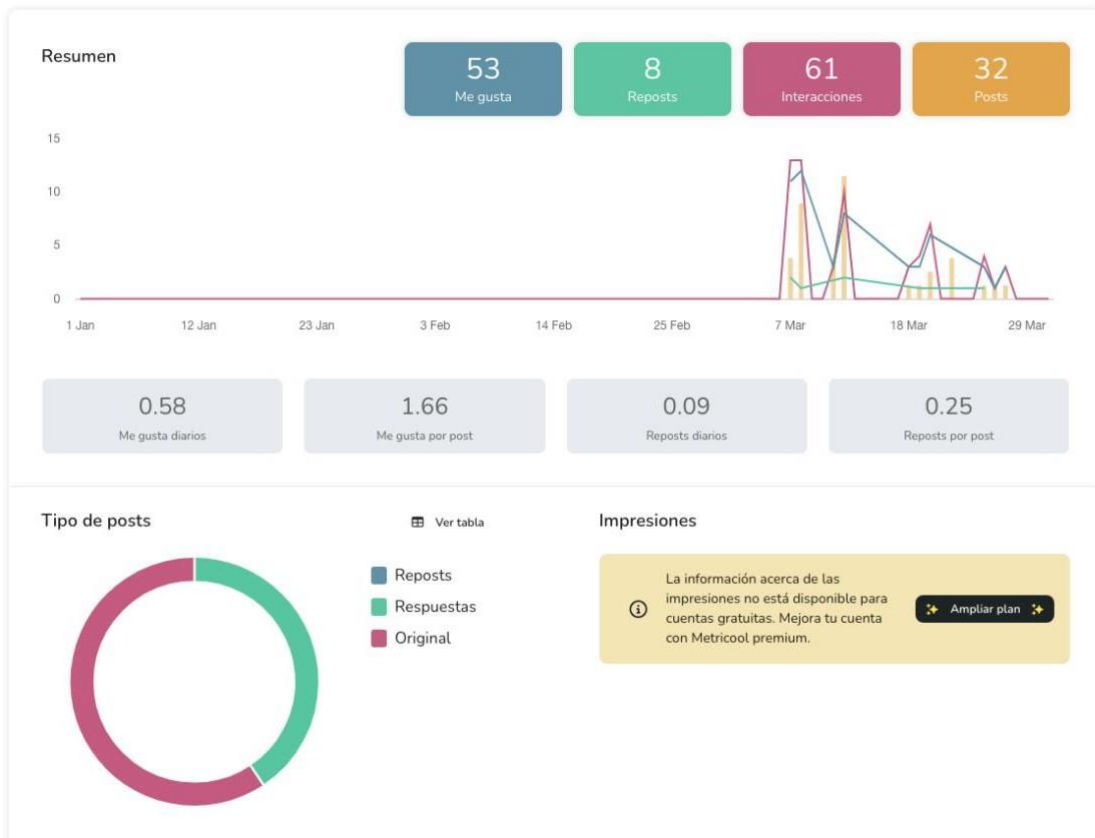 Resumen
53
Me gusta
8
Reposts
61
Interacciones
32
Posts
15
10
5
0
1 Jan
12 Jan
23 Jan
3 Feb
14 Feb
25 Feb
7 Mar
18 Mar
29 Mar
0.58
Me gusta diarios
1.66
Me gusta por post
0.09
Reposts diarios
0.25
Reposts por post
Tipo de posts
Ver tabla
Reposts
Respuestas
Original
Impresiones
La información acerca de las
impresiones no está disponible para
cuentas gratuitas. Mejora tu cuenta
con Metricool premium.
Ampliar plan